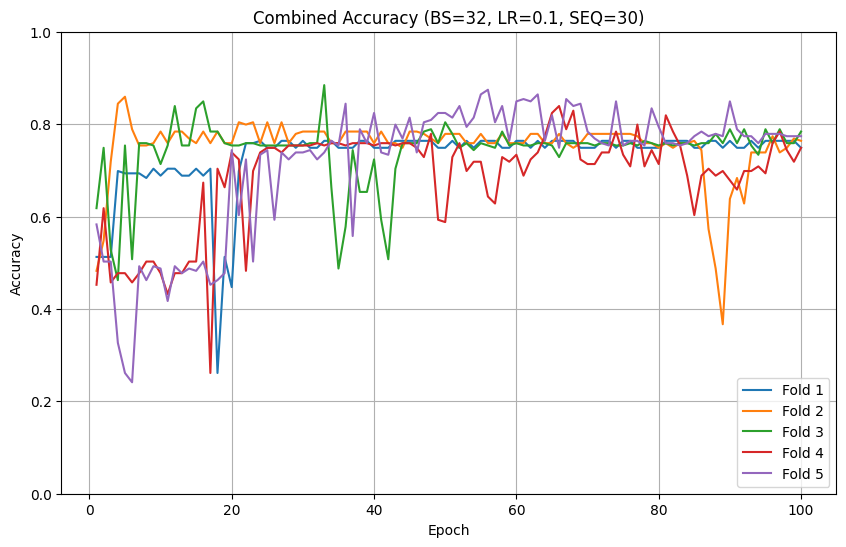 Combined Accuracy (BS=32, LR=0.1, SEQ=30)
1.0
0.8
0.6
0.4
0.2
0.0
Accuracy
0 20 40 60 80 100
Epoch
Fold 1
Fold 2
Fold 3
Fold 4
Fold 5